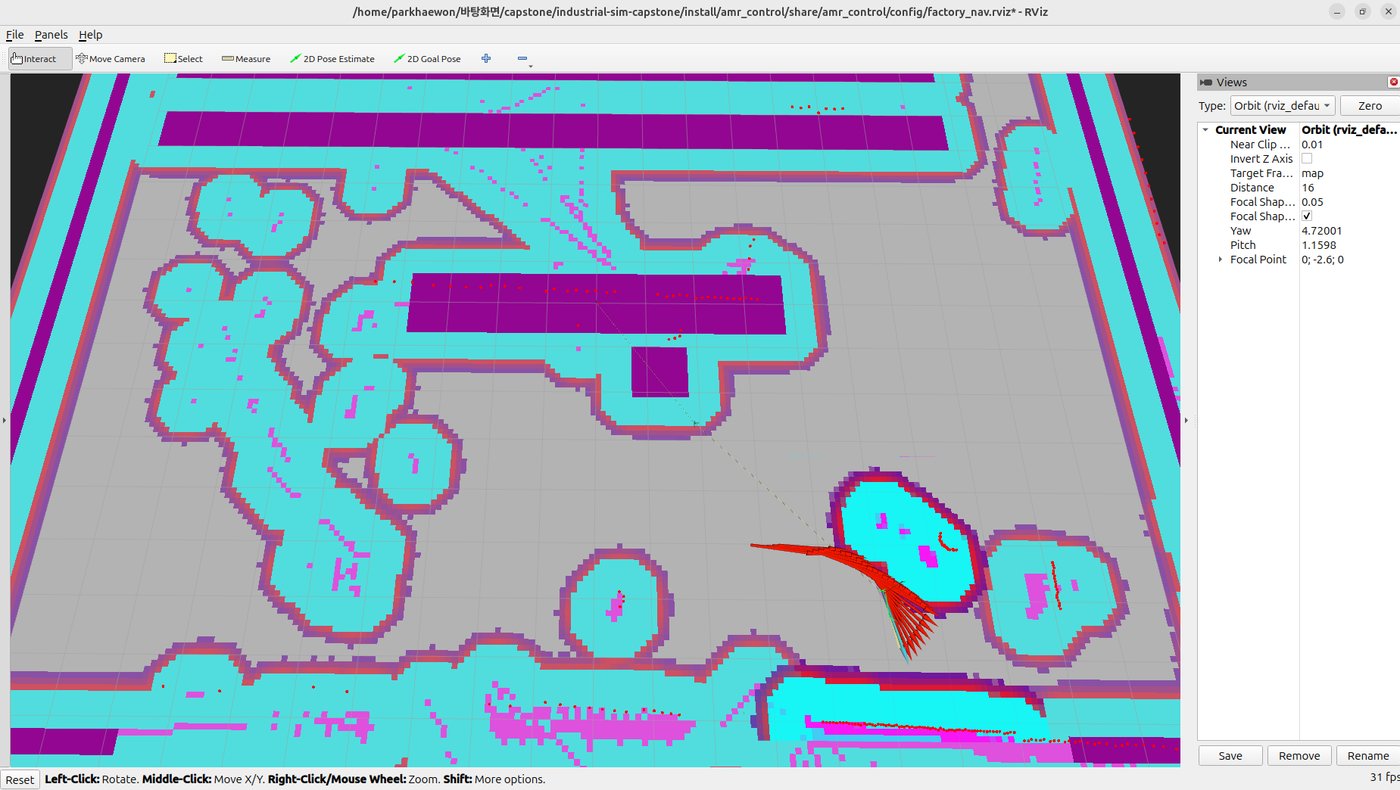 /home/parkhaewon/바탕화면/capstone/industrial-sim-capstone/install/amr_control/share/amr_control/config/factory_nav.rviz* - RViz
File Panels Help
Interact Move Camera Select Measure 2D Pose Estimate 2D Goal Pose
Views
Type: Orbit (rviz_defau Zero
Current View Orbit (rviz_defa...
Near Clip ... 0.01
Invert Z Axis
Target Fra... map
Distance 16
Focal Shap... 0.05
Focal Shap...
Yaw 4.72001
Pitch 1.1598
Focal Point 0; -2.6; 0
Save Remove Rename
Reset Left-Click: Rotate. Middle-Click: Move X/Y. Right-Click/Mouse Wheel: Zoom. Shift: More options. 31 fps